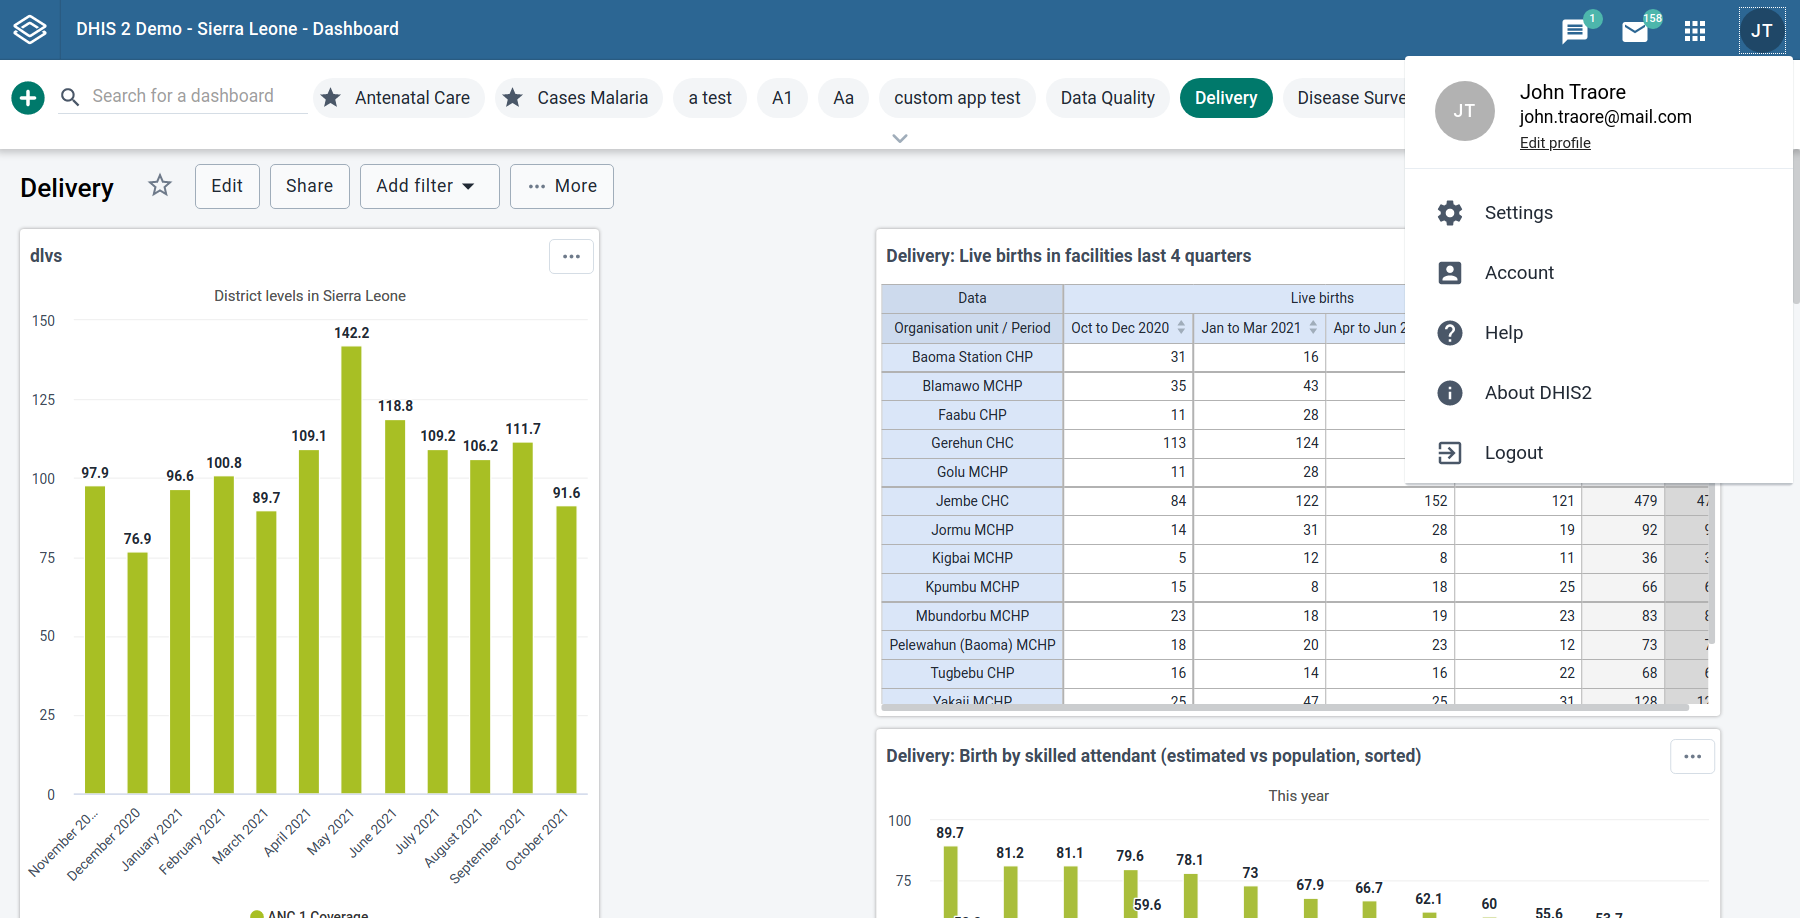 DHIS 2 Demo - Sierra Leone - Dashboard
1
158
JT
Search for a dashboard
Antenatal Care
Cases Malaria
a test
A1
Aa
custom app test
Data Quality
Delivery
Disease Surve
JT
John Traore
john.traore@mail.com
Edit profile
Settings
Account
Help
About DHIS2
Logout
Delivery
Edit
Share
Add filter
More
dlvs
District levels in Sierra Leone
150
125
100
75
50
25
0
97.9
76.9
96.6
100.8
89.7
109.1
142.2
118.8
109.2
106.2
111.7
91.6
November 20...
December 2020
January 2021
February 2021
March 2021
April 2021
May 2021
June 2021
July 2021
August 2021
September 2021
October 2021
ANC 1 Coverage
Delivery: Live births in facilities last 4 quarters
Data Live births
Organisation unit / Period Oct to Dec 2020 Jan to Mar 2021 Apr to Jun 2
Baoma Station CHP 31 16
Blamawo MCHP 35 43
Faabu CHP 11 28
Gerehun CHC 113 124
Golu MCHP 11 28
Jembe CHC 84 122 152 121 479 47
Jormu MCHP 14 31 28 19 92
Kigbai MCHP 5 12 8 11 36
Kpumbu MCHP 15 8 18 25 66
Mbundorbu MCHP 23 18 19 23 83
Pelewahun (Baoma) MCHP 18 20 23 12 73
Tugbebu CHP 16 14 16 22 68
Yakaji MCHP 25 47 25 31 128 12
Delivery: Birth by skilled attendant (estimated vs population, sorted)
This year
100
75
89.7
81.2
81.1
79.6
59.6
78.1
73
67.9
66.7
62.1
60
55.6
53.7